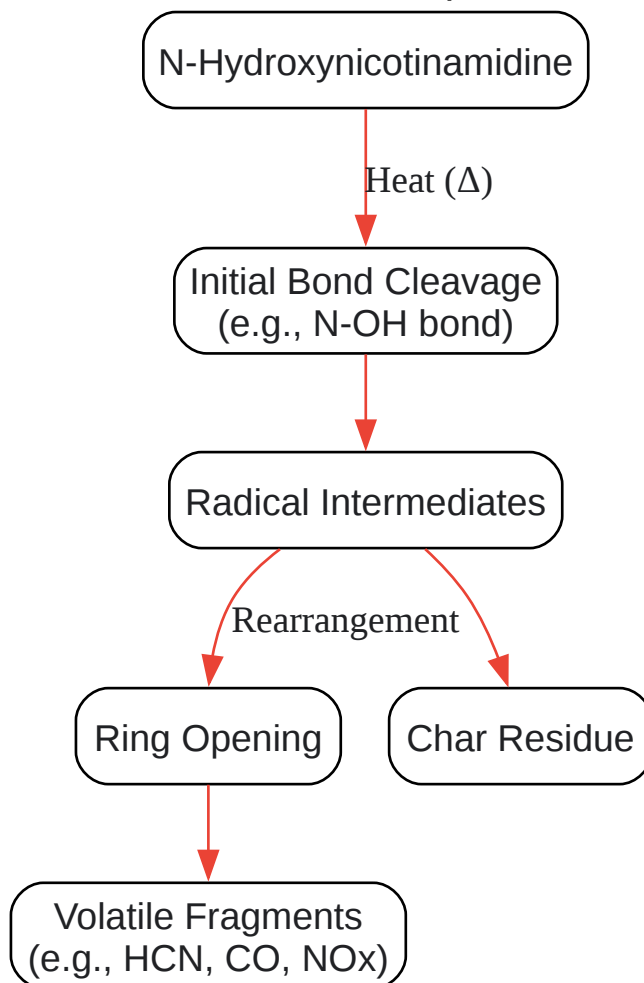 N-Hydroxynicotinamidine
Heat (Δ)
Initial Bond Cleavage
(e.g., N-OH bond)
Radical Intermediates
Rearrangement
Ring Opening
Char Residue
Volatile Fragments
(e.g., HCN, CO, NOx)